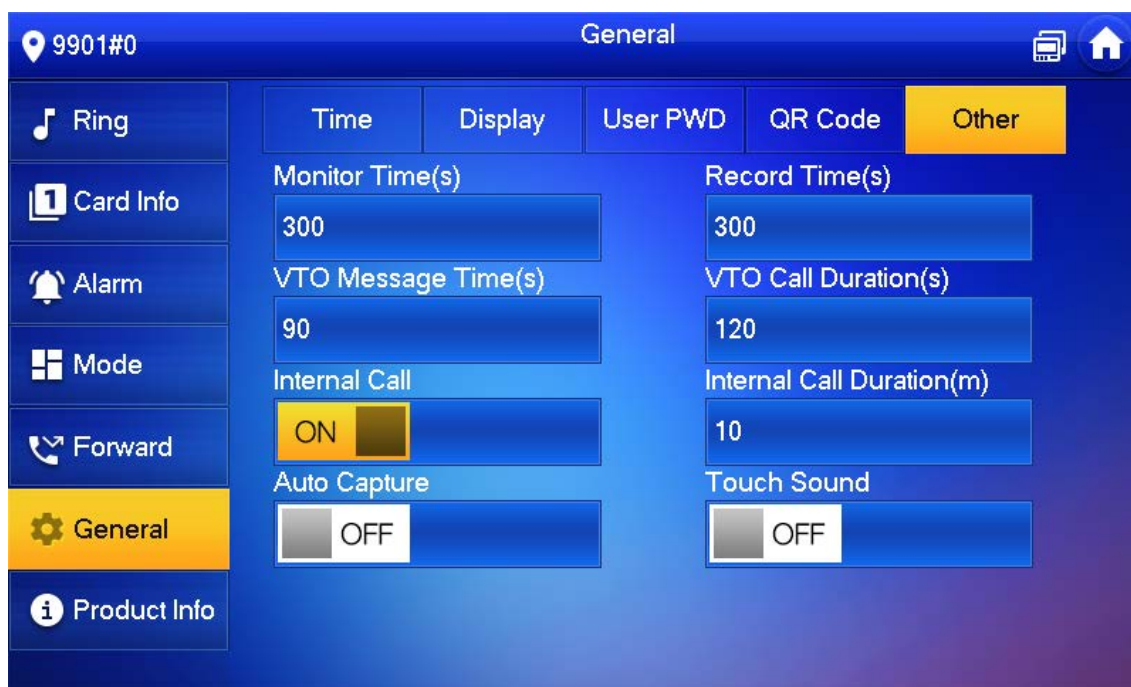 9901#0
General
Ring
Card Info
Alarm
Mode
Forward
General
Product Info
Time Display User PWD QR Code Other
Monitor Time(s) Record Time(s)
300 300
VTO Message Time(s) VTO Call Duration(s)
90 120
Internal Call Internal Call Duration(m)
ON 10
Auto Capture Touch Sound
OFF OFF